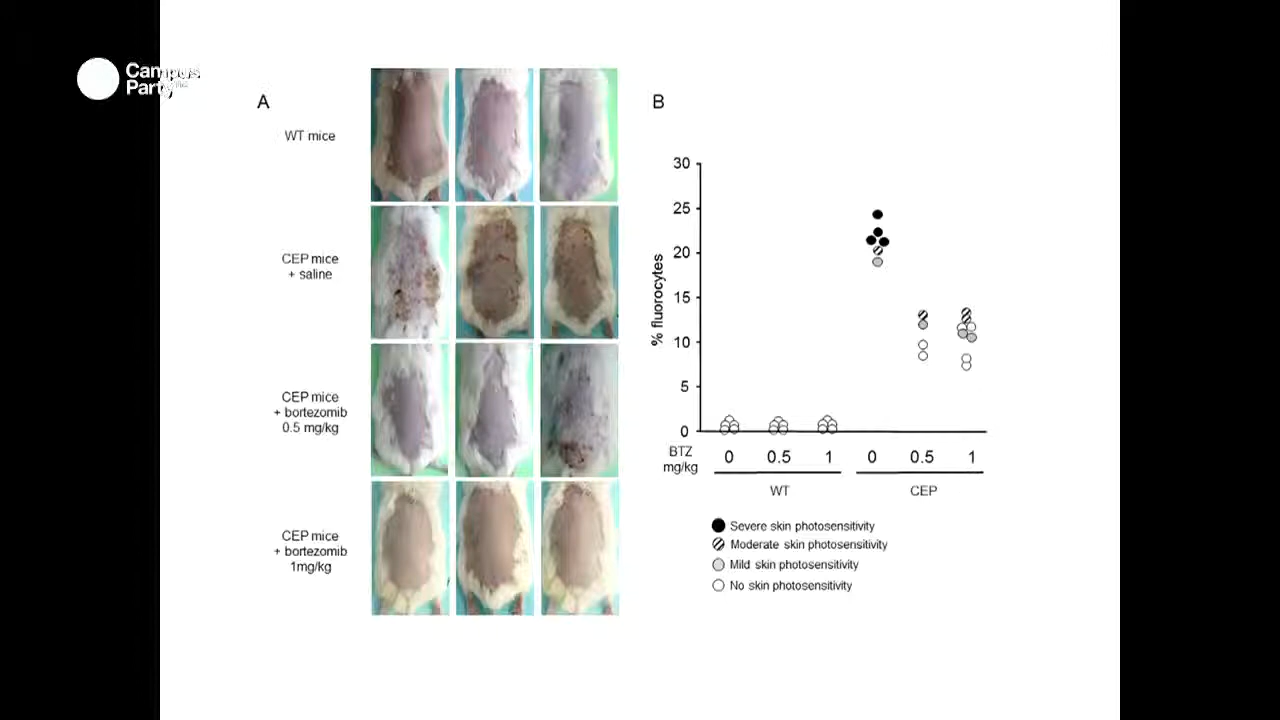 Campus
Party
A
WT mice
CEP mice
+ saline
CEP mice
+ bortezomib
0.5 mg/kg
CEP mice
+ bortezomib
1mg/kg
B
% fluorocytes
30
25
20
15
10
5
0
BTZ
mg/kg
0 0.5 1 0 0.5 1
WT CEP
Severe skin photosensitivity
Moderate skin photosensitivity
Mild skin photosensitivity
No skin photosensitivity